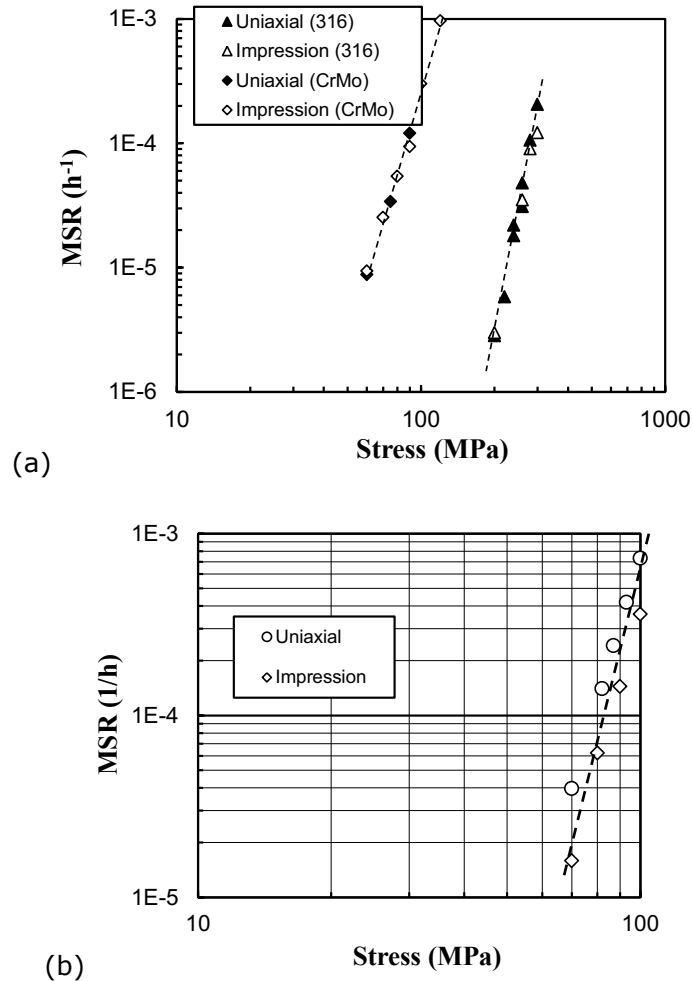 1E-3
Uniaxial (316)
Impression (316)
Uniaxial (CrMo)
Impression (CrMo)
1E-4
MSR (h-1)
1E-5
1E-6
10 100 1000
Stress (MPa)
(a)
1E-3
Uniaxial
Impression
MSR (1/h)
1E-4
1E-5
10 100
Stress (MPa)
(b)